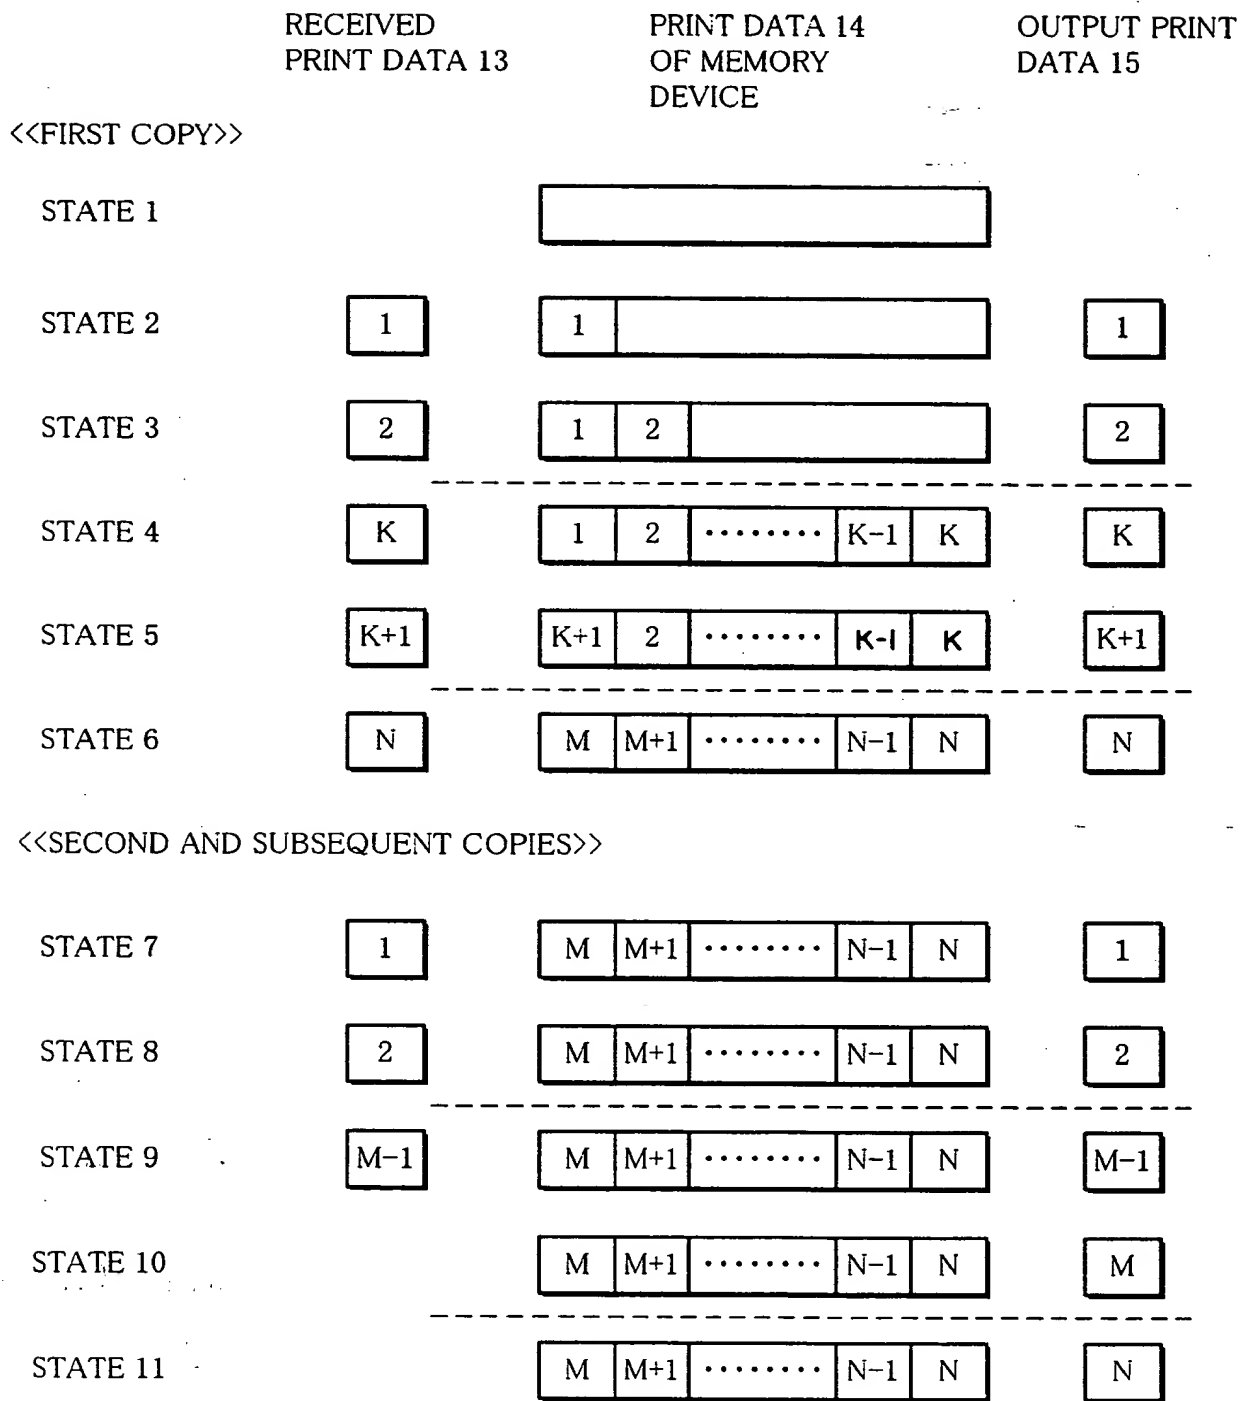 RECEIVED PRINT DATA 13
PRINT DATA 14 OF MEMORY DEVICE
OUTPUT PRINT DATA 15
<<FIRST COPY>>
STATE 1
STATE 2 1 1 1
STATE 3 2 1 2 2
STATE 4 K 1 2 ········ K-1 K K
STATE 5 K+1 K+1 2 ········ K-1 K K+1
STATE 6 N M M+1 ········ N-1 N N
<<SECOND AND SUBSEQUENT COPIES>>
STATE 7 1 M M+1 ········ N-1 N 1
STATE 8 2 M M+1 ········ N-1 N 2
STATE 9 M-1 M M+1 ········ N-1 N M-1
STATE 10 M M+1 ········ N-1 N M
STATE 11 M M+1 ········ N-1 N N